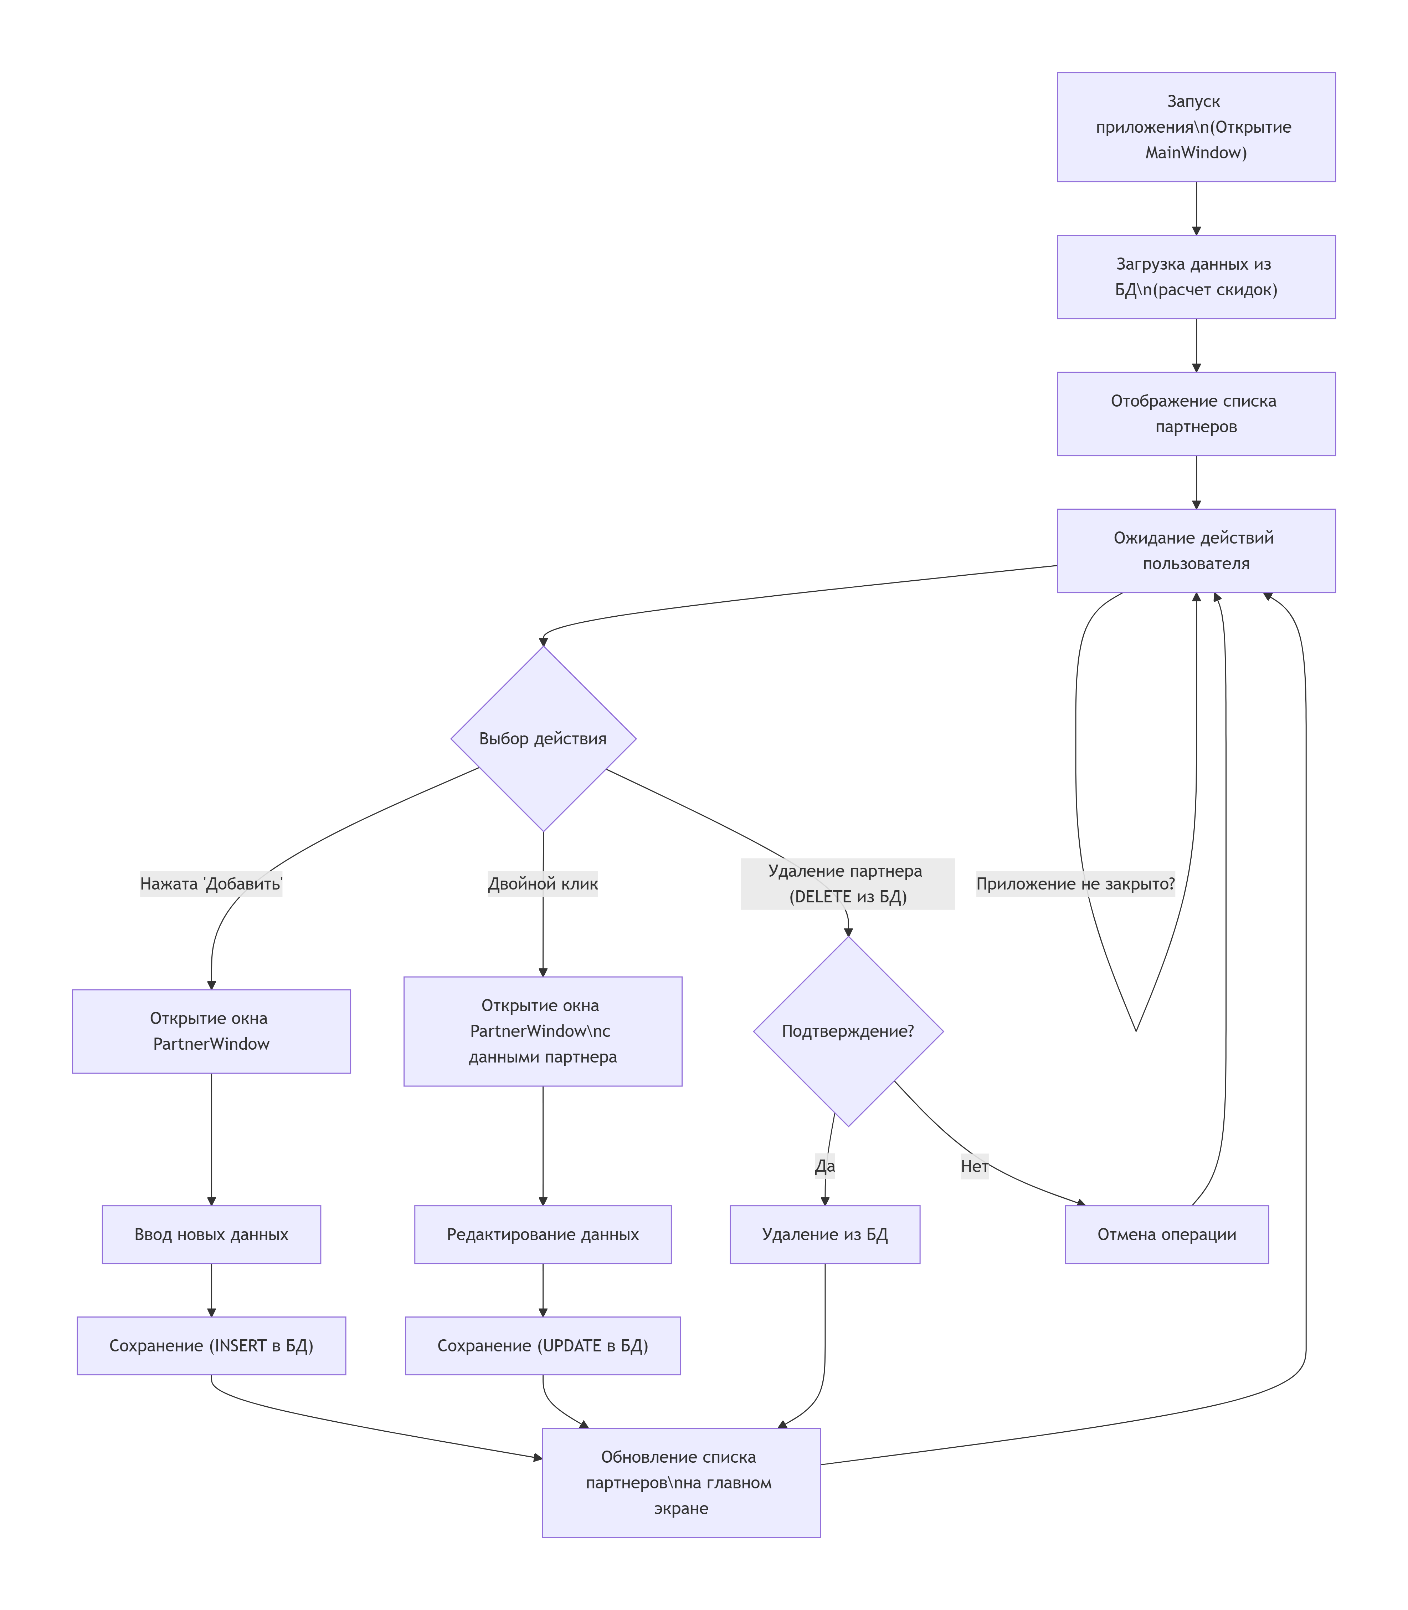 Запуск
приложения\n(Открытие
MainWindow)
Загрузка данных из
БД\n(расчет скидок)
Отображение списка
партнеров
Ожидание действий
пользователя
Выбор действия
Нажата 'Добавить'
Двойной клик
Удаление партнера
(DELETE из БД)
Приложение не закрыто?
Открытие окна
PartnerWindow
Открытие окна
PartnerWindow\nс
данными партнера
Подтверждение?
Да
Нет
Ввод новых данных
Редактирование данных
Удаление из БД
Отмена операции
Сохранение (INSERT в БД)
Сохранение (UPDATE в БД)
Обновление списка
партнеров\nна главном
экране